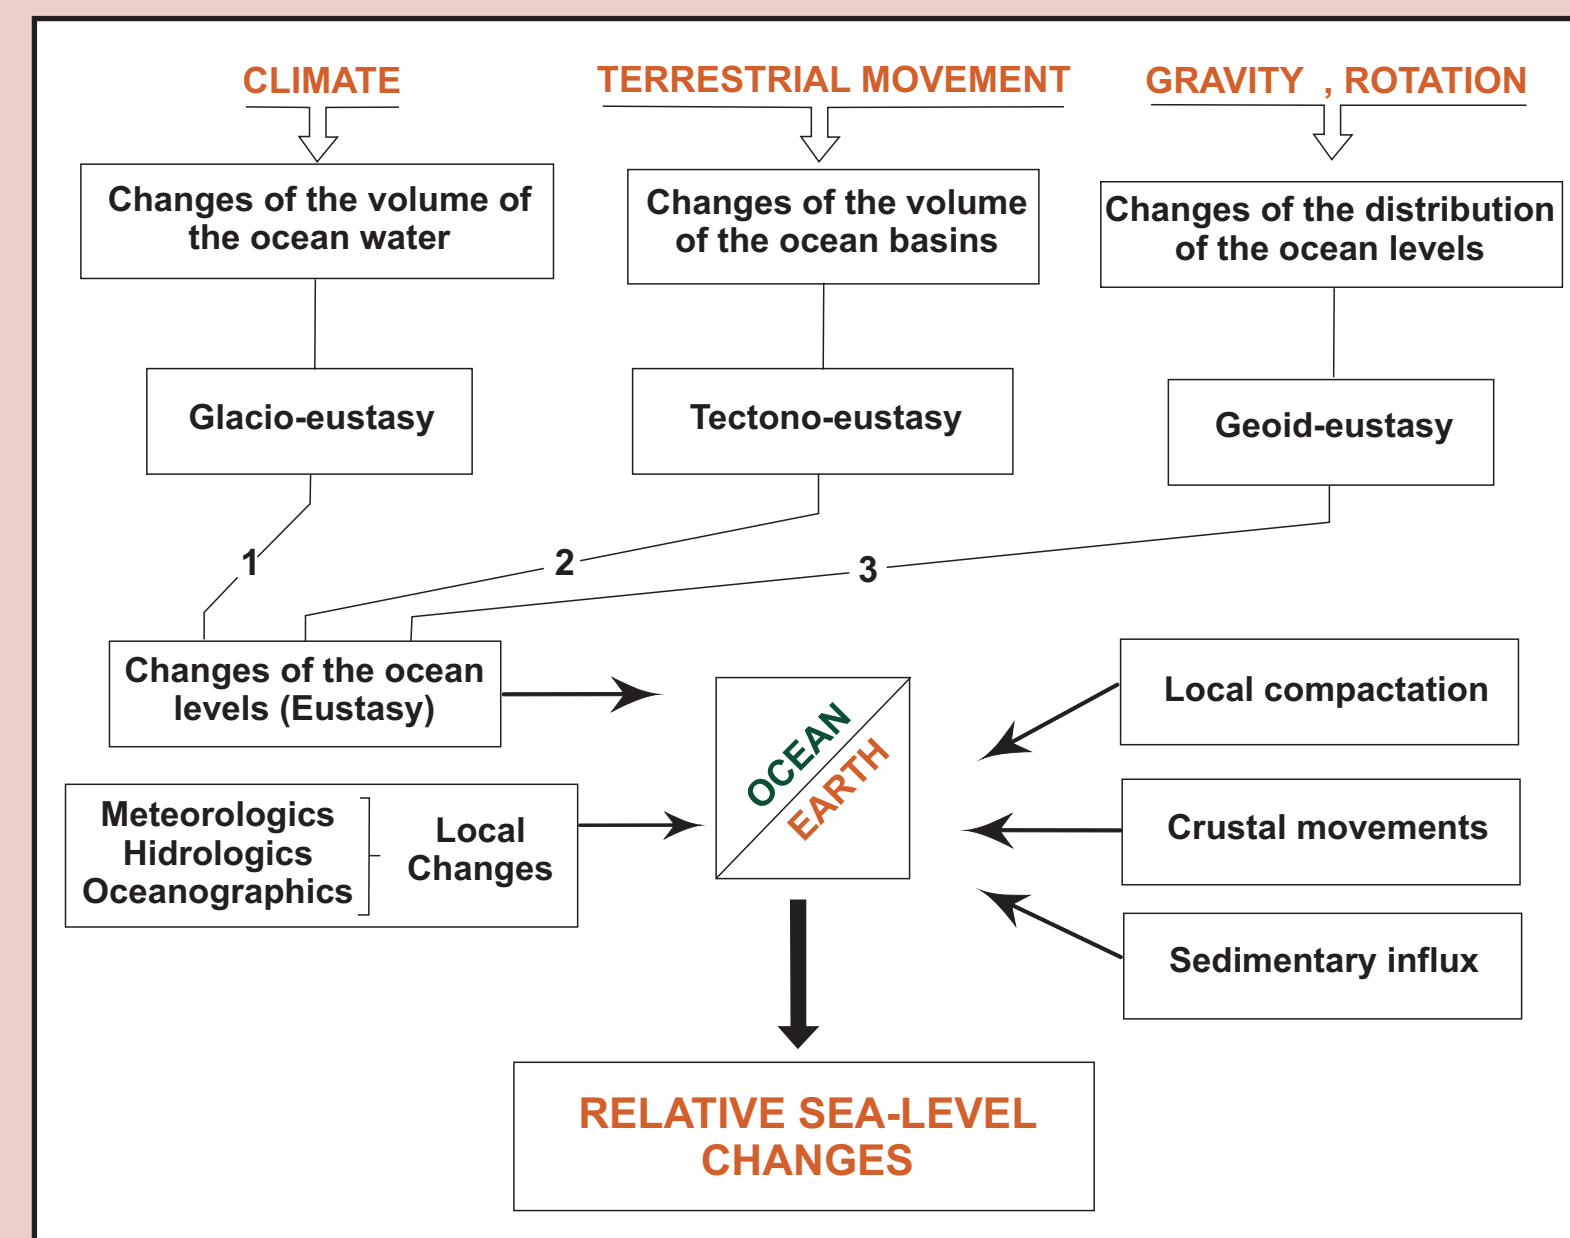 CLIMATE
TERRESTRIAL MOVEMENT
GRAVITY , ROTATION
Changes of the volume of
the ocean water
Changes of the volume
of the ocean basins
Changes of the distribution
of the ocean levels
Glacio-eustasy
Tectono-eustasy
Geoid-eustasy
1
2
3
Changes of the ocean
levels (Eustasy)
Meteorologics
Hidrologics
Oceanographics
Local
Changes
OCEAN
EARTH
Local compactation
Crustal movements
Sedimentary influx
RELATIVE SEA-LEVEL
CHANGES